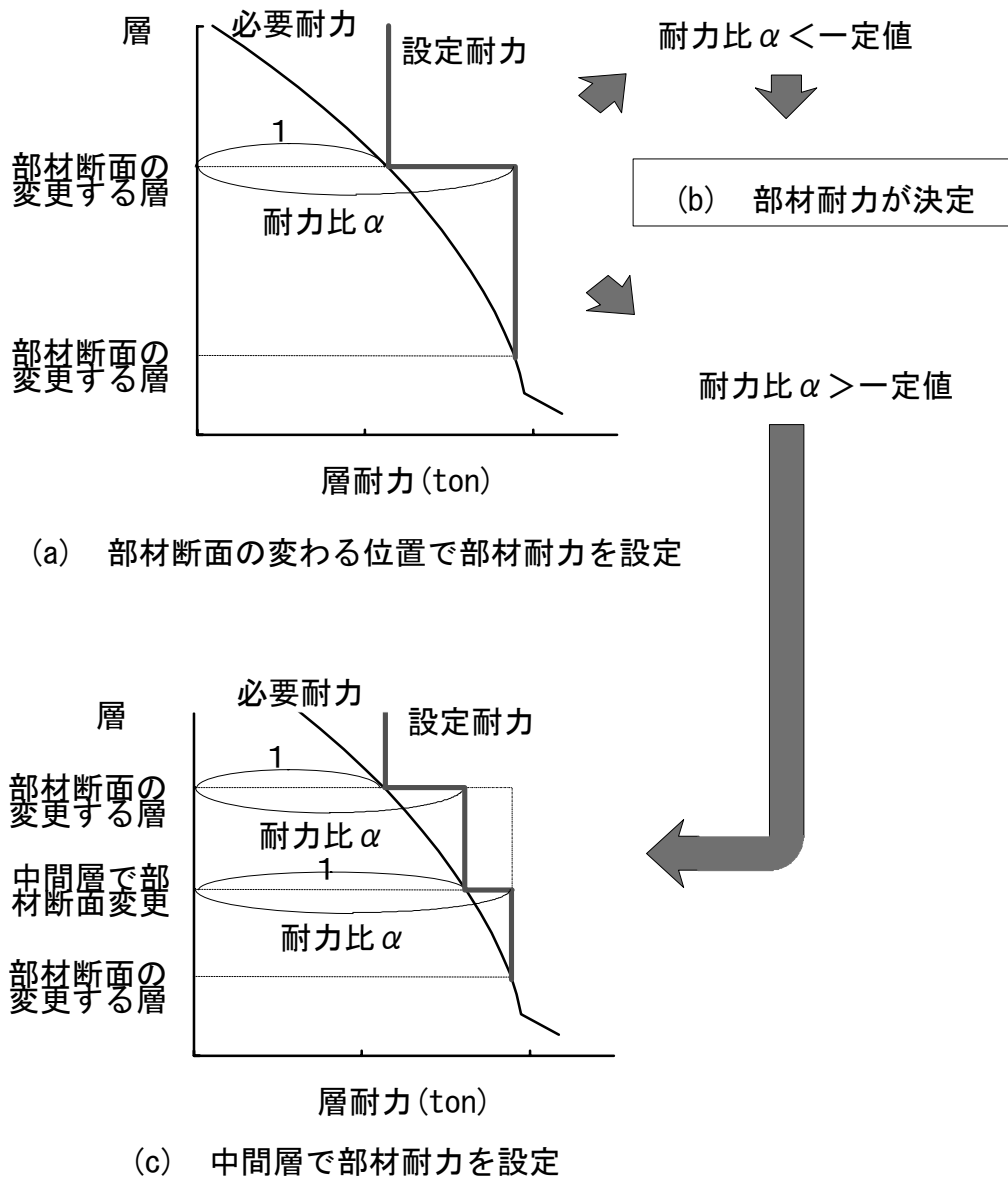 層
必要耐力
設定耐力
1
部材断面の
変更する層
耐力比α
部材断面の
変更する層
層耐力(ton)
(a) 部材断面の変わる位置で部材耐力を設定
耐力比α＜一定値
(b) 部材耐力が決定
耐力比α＞一定値
層
必要耐力
設定耐力
1
部材断面の
変更する層
耐力比α
1
中間層で部
材断面変更
耐力比α
部材断面の
変更する層
層耐力(ton)
(c) 中間層で部材耐力を設定